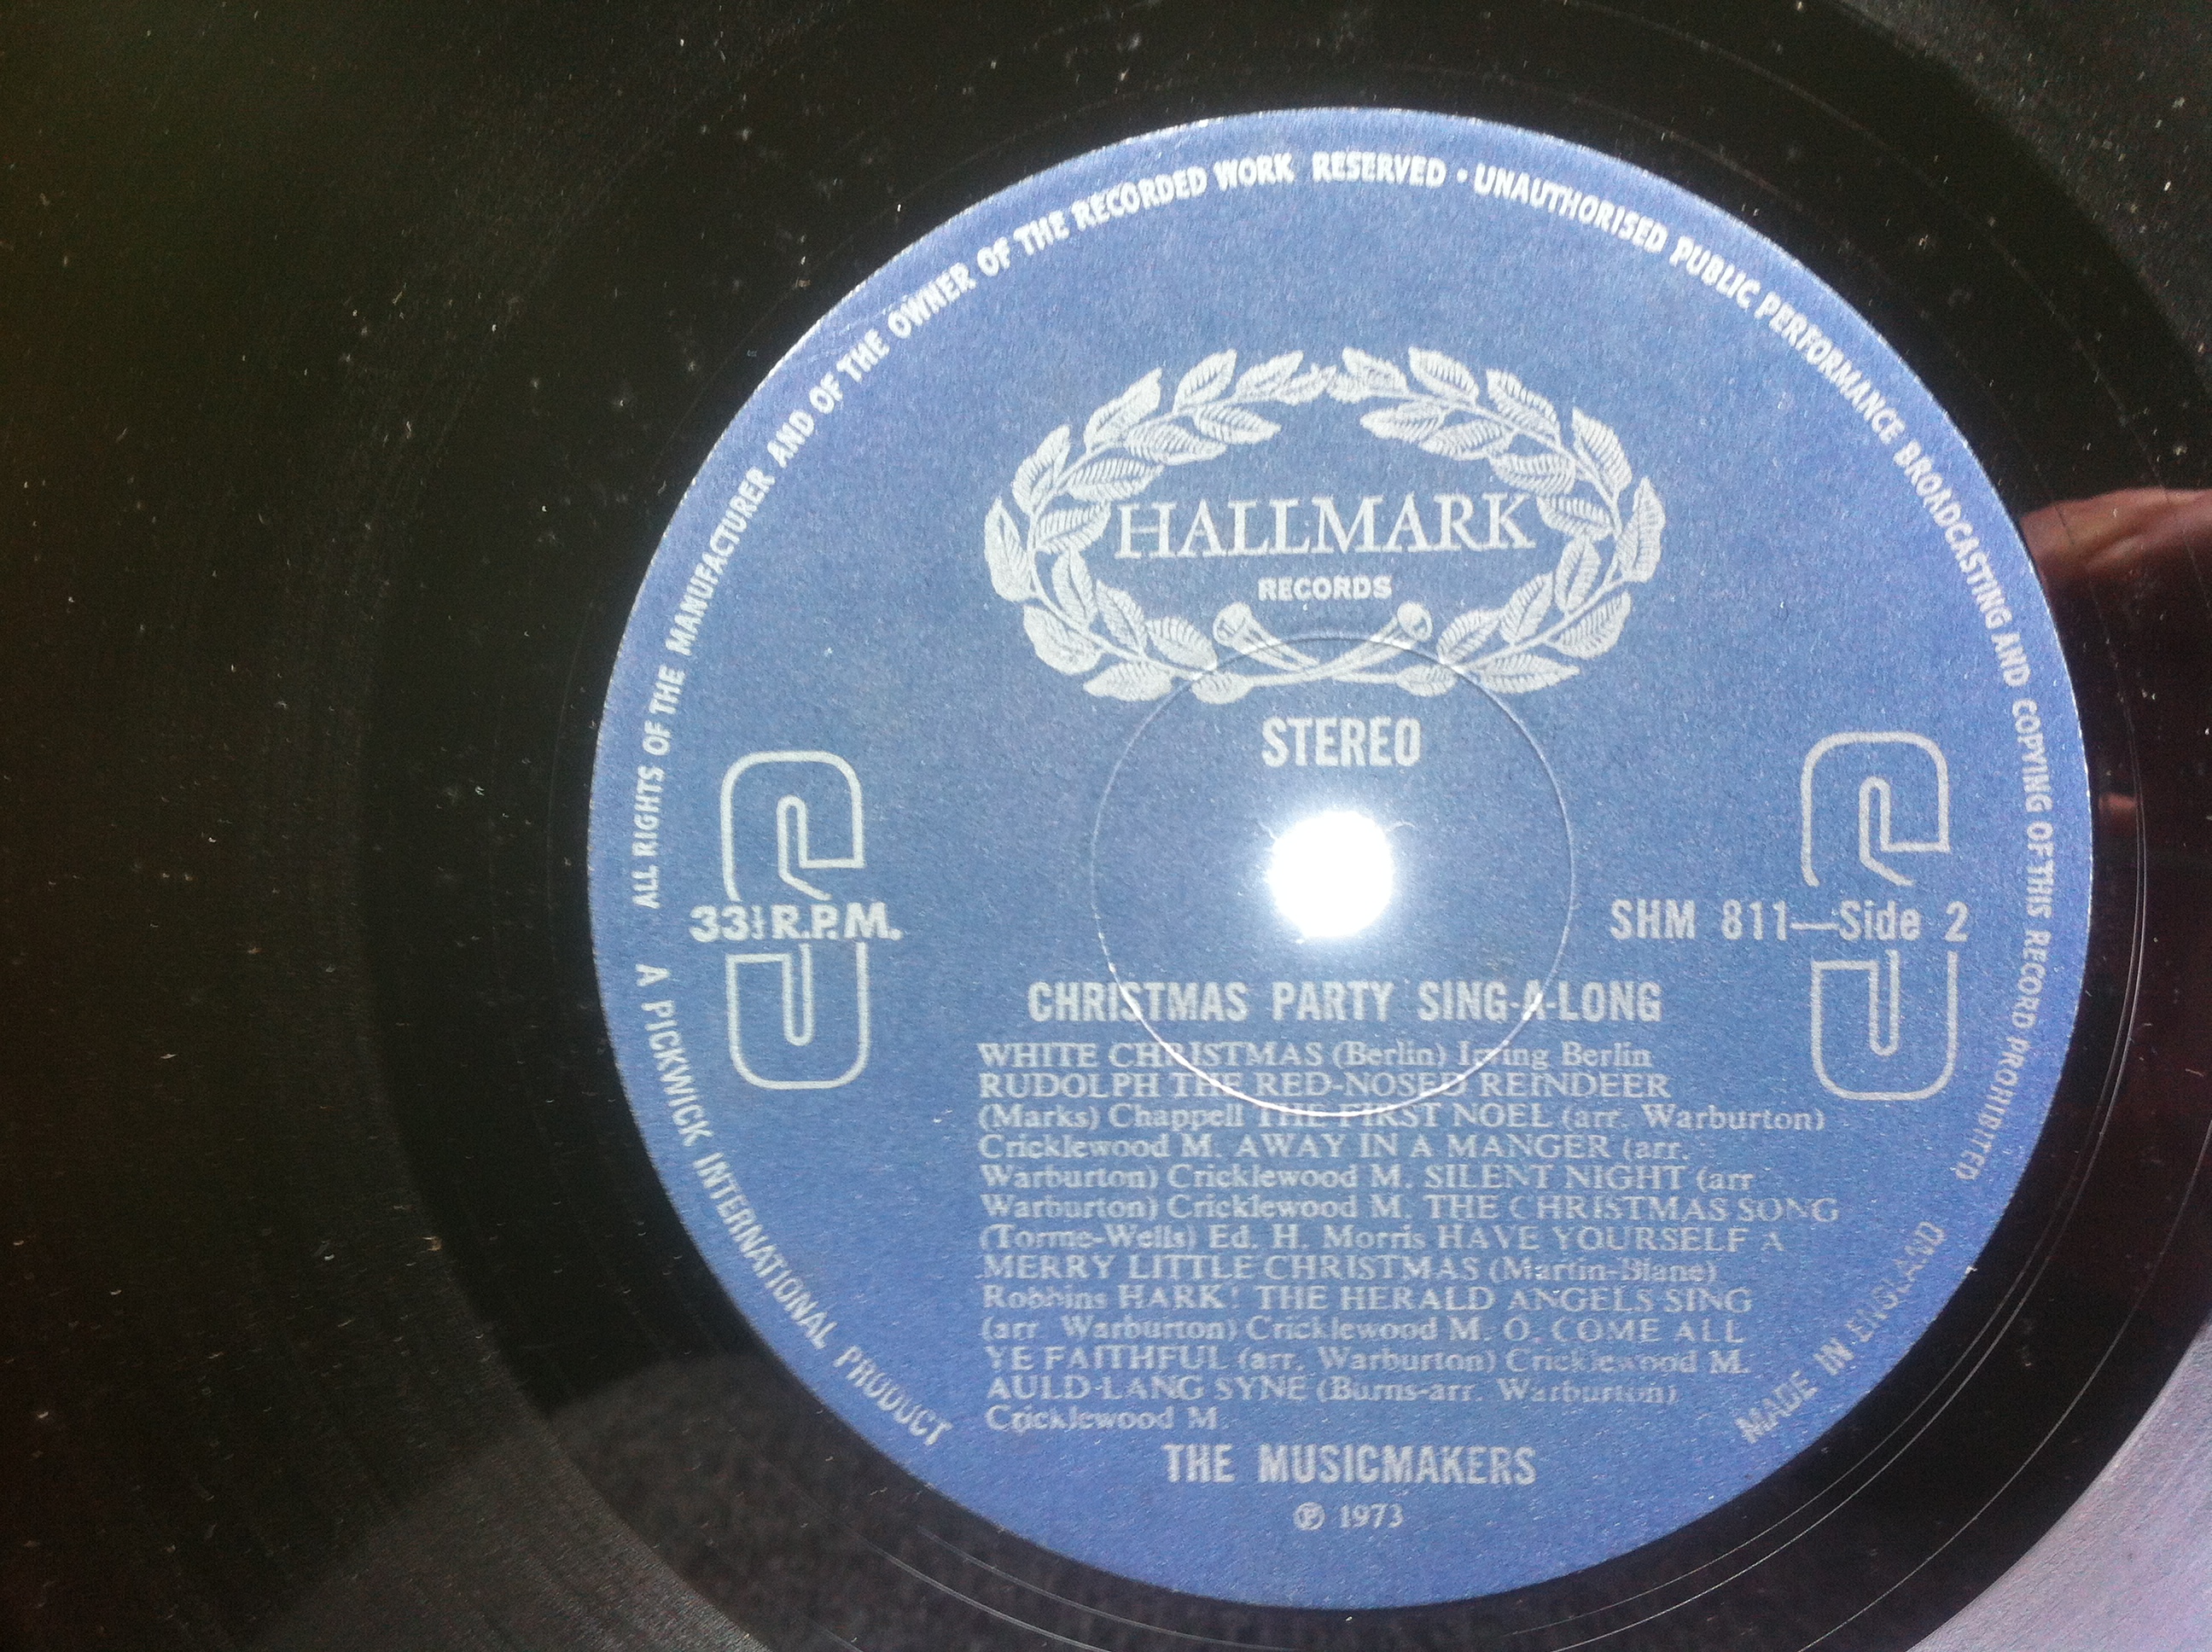 ALL RIGHTS OF THE MANUFACTURER AND OF THE OWNER OF THE RECORDED WORK RESERVED · UNAUTHORISED PUBLIC PERFORMANCE BROADCASTING AND COPYING OF THIS RECORD PROHIBITED
HALLMARK
RECORDS
STEREO
33⅓ R.P.M.
SHM 811—Side 2
CHRISTMAS PARTY SING-A-LONG
WHITE CHRISTMAS (Berlin) Irving Berlin
RUDOLPH THE RED-NOSED REINDEER
(Marks) Chappell THE FIRST NOEL (arr. Warburton)
Cricklewood M. AWAY IN A MANGER (arr.
Warburton) Cricklewood M. SILENT NIGHT (arr
Warburton) Cricklewood M. THE CHRISTMAS SONG
(Torme-Wells) Ed. H. Morris HAVE YOURSELF A
MERRY LITTLE CHRISTMAS (Martin-Blane)
Robbins HARK! THE HERALD ANGELS SING
(arr Warburton) Cricklewood M. O. COME ALL
YE FAITHFUL (arr. Warburton) Cricklewood M.
AULD-LANG SYNE (Burns-arr. Warburton)
Cricklewood M.
THE MUSICMAKERS
℗ 1973
A PICKWICK INTERNATIONAL PRODUCT
MADE IN ENGLAND